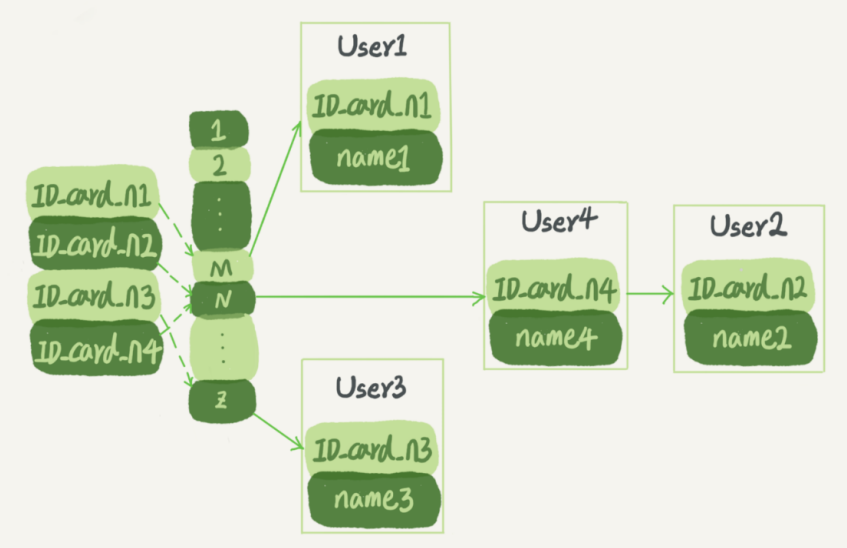 ID_card_n1
ID_card_n2
ID_card_n3
ID_card_n4
1
2
M
N
Z
User1
ID_card_n1
name1
User4
ID_card_n4
name4
User2
ID_card_n2
name2
User3
ID_card_n3
name3